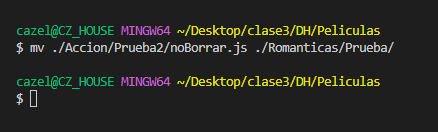 cazel@CZ_HOUSE MINGW64 ~/Desktop/clase3/DH/Peliculas
$ mv ./Accion/Prueba2/noBorrar.js ./Romanticas/Prueba/
cazel@CZ_HOUSE MINGW64 ~/Desktop/clase3/DH/Peliculas
$